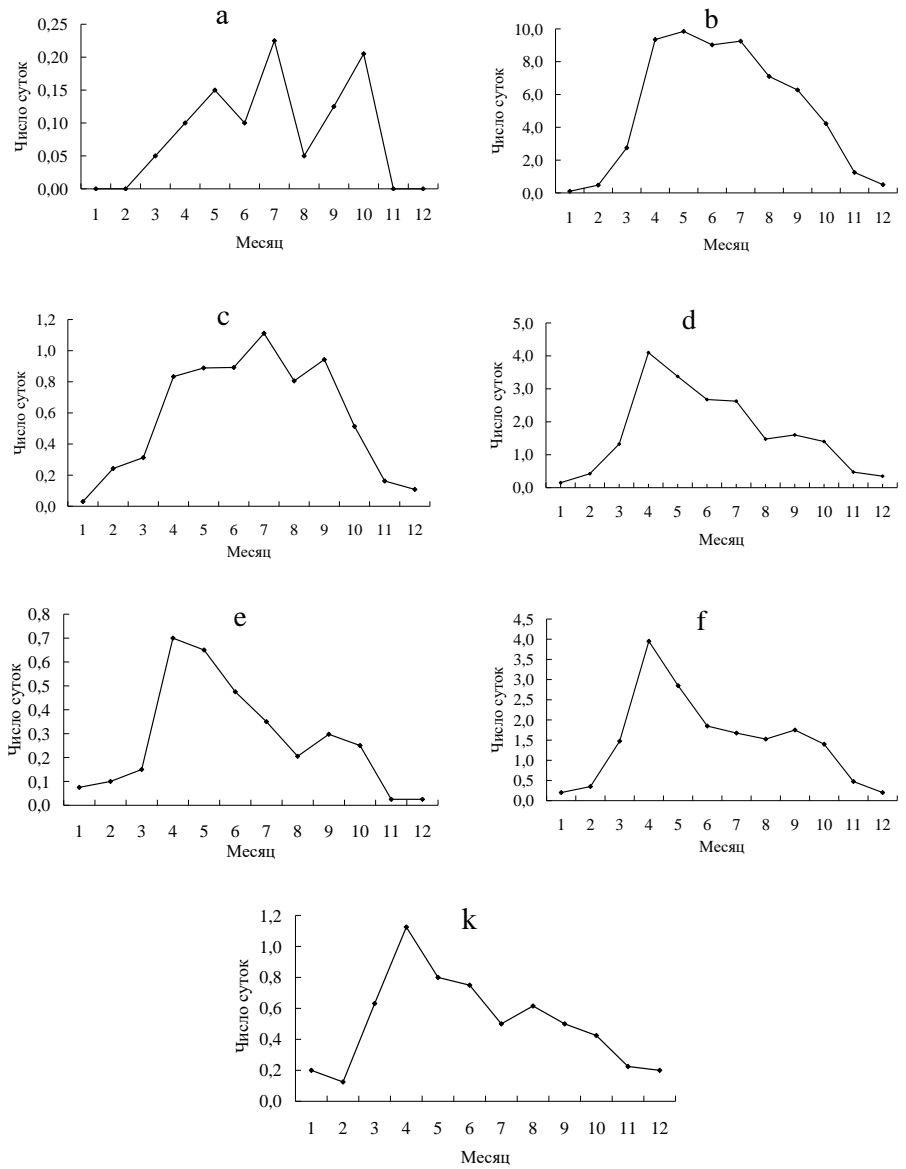 a
0,25
0,20
0,15
0,10
0,05
0,00
Число суток
1 2 3 4 5 6 7 8 9 10 11 12
Месяц
b
10,0
8,0
6,0
4,0
2,0
0,0
Число суток
1 2 3 4 5 6 7 8 9 10 11 12
Месяц
c
1,2
1,0
0,8
0,6
0,4
0,2
0,0
Число суток
1 2 3 4 5 6 7 8 9 10 11 12
Месяц
d
5,0
4,0
3,0
2,0
1,0
0,0
Число суток
1 2 3 4 5 6 7 8 9 10 11 12
Месяц
e
0,8
0,7
0,6
0,5
0,4
0,3
0,2
0,1
0,0
Число суток
1 2 3 4 5 6 7 8 9 10 11 12
Месяц
f
4,5
4,0
3,5
3,0
2,5
2,0
1,5
1,0
0,5
0,0
Число суток
1 2 3 4 5 6 7 8 9 10 11 12
Месяц
k
1,2
1,0
0,8
0,6
0,4
0,2
0,0
Число суток
1 2 3 4 5 6 7 8 9 10 11 12
Месяц